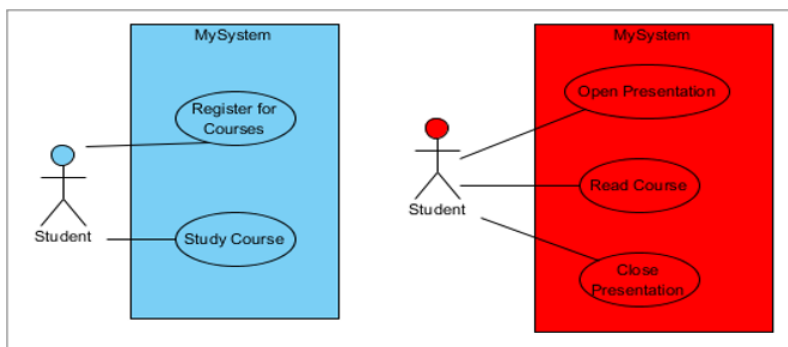 MySystem
Register for
Courses
Student
Study Course
MySystem
Open Presentation
Student
Read Course
Close
Presentation